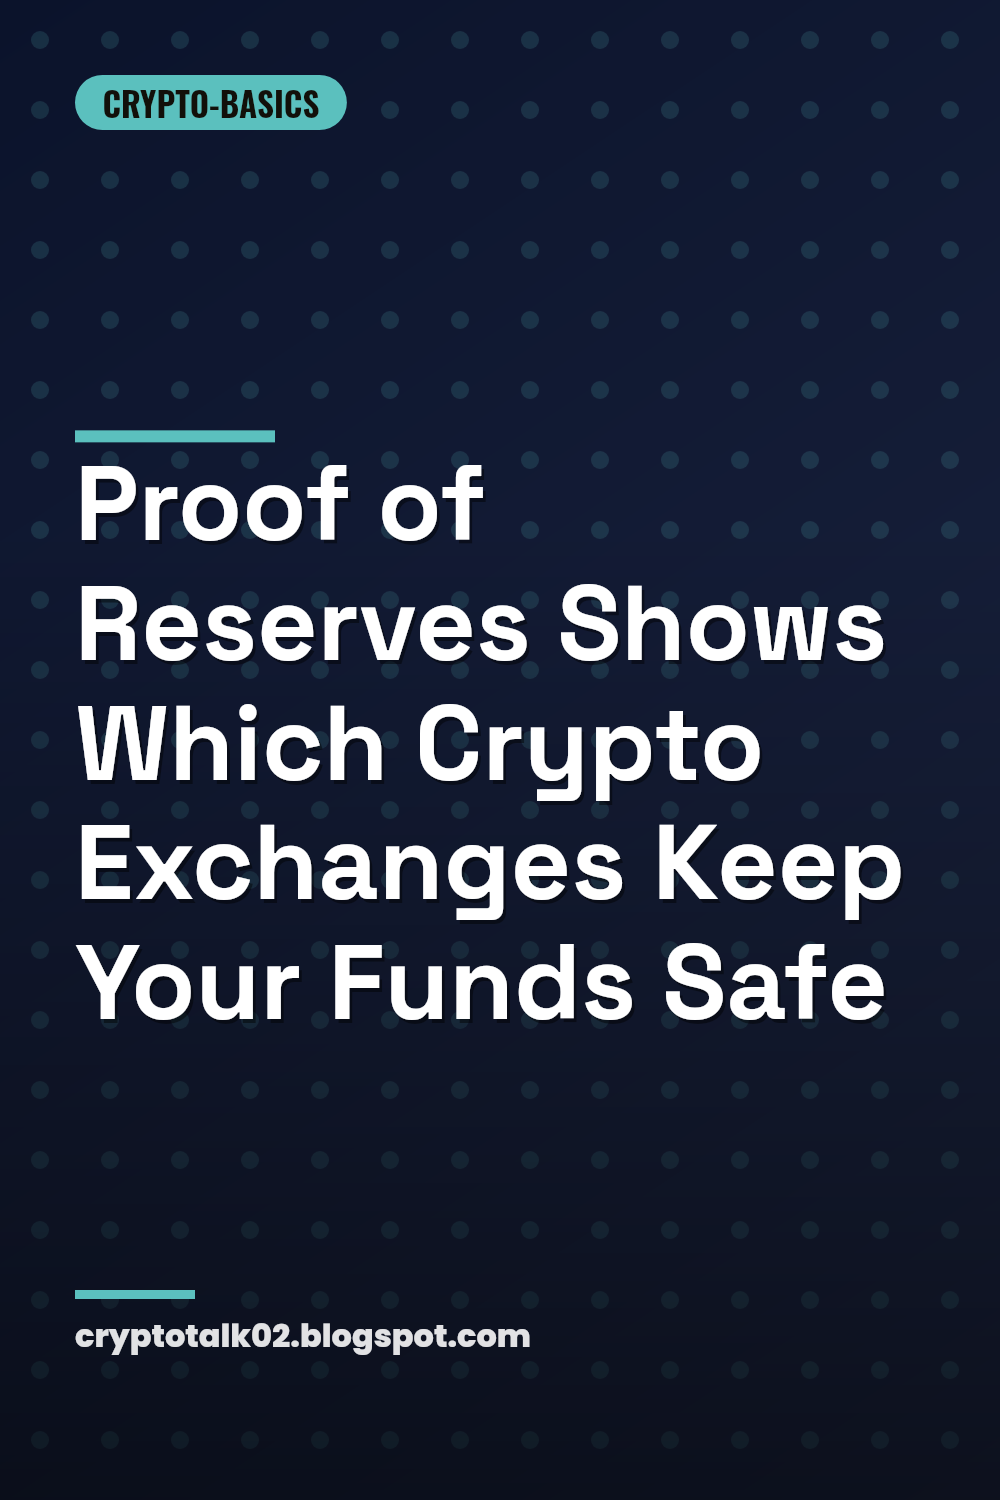 CRYPTO-BASICS
Proof of
Reserves Shows
Which Crypto
Exchanges Keep
Your Funds Safe
cryptotalk02.blogspot.com